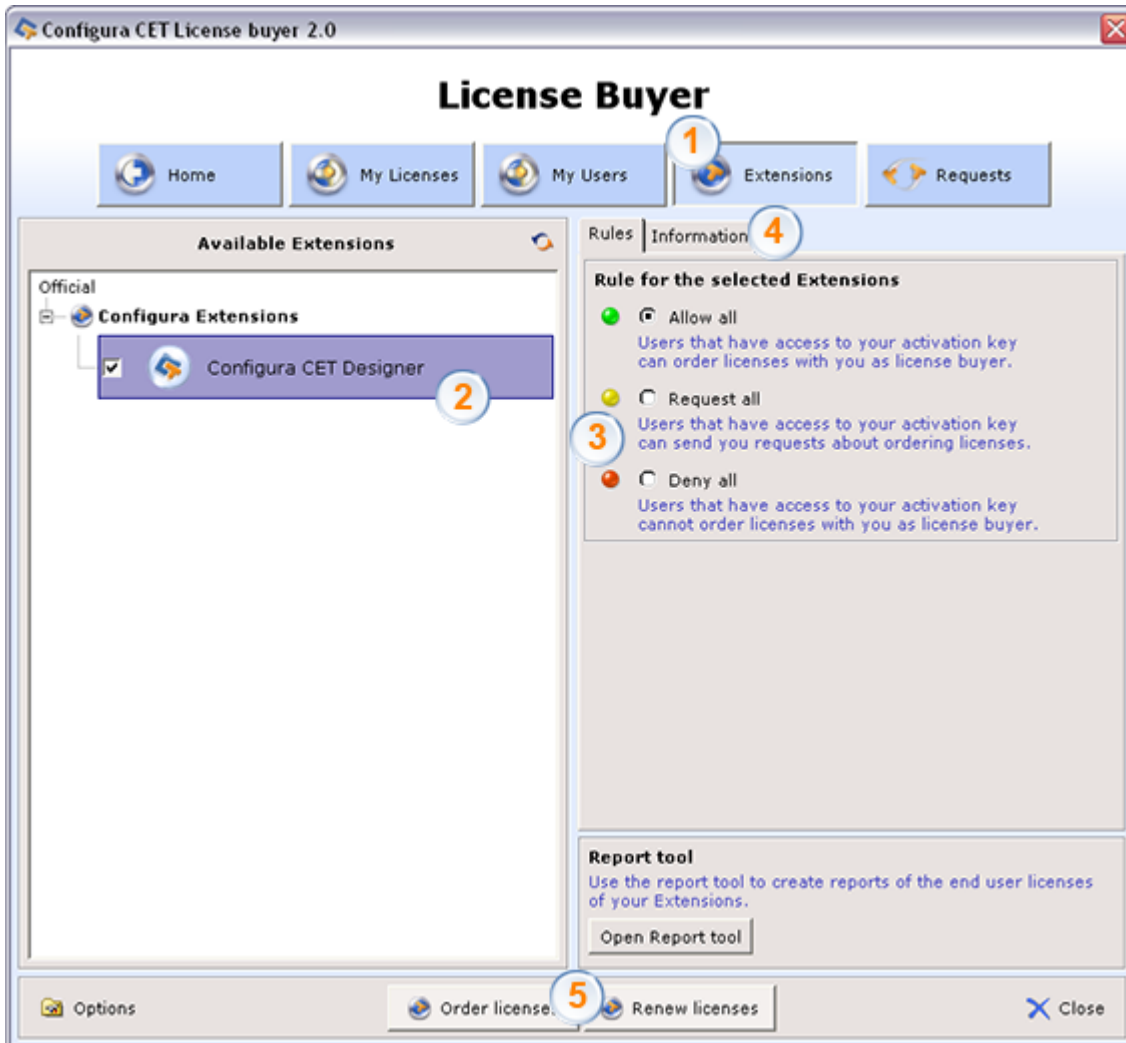 Configura CET License buyer 2.0
License Buyer
1
Home
My Licenses
My Users
Extensions
Requests
Available Extensions
Rules
Information
4
Official
Configura Extensions
Configura CET Designer
2
Rule for the selected Extensions
Allow all
Users that have access to your activation key
can order licenses with you as license buyer.
Request all
Users that have access to your activation key
can send you requests about ordering licenses.
3
Deny all
Users that have access to your activation key
cannot order licenses with you as license buyer.
Report tool
Use the report tool to create reports of the end user licenses
of your Extensions.
Open Report tool
Options
Order license
5
Renew licenses
Close